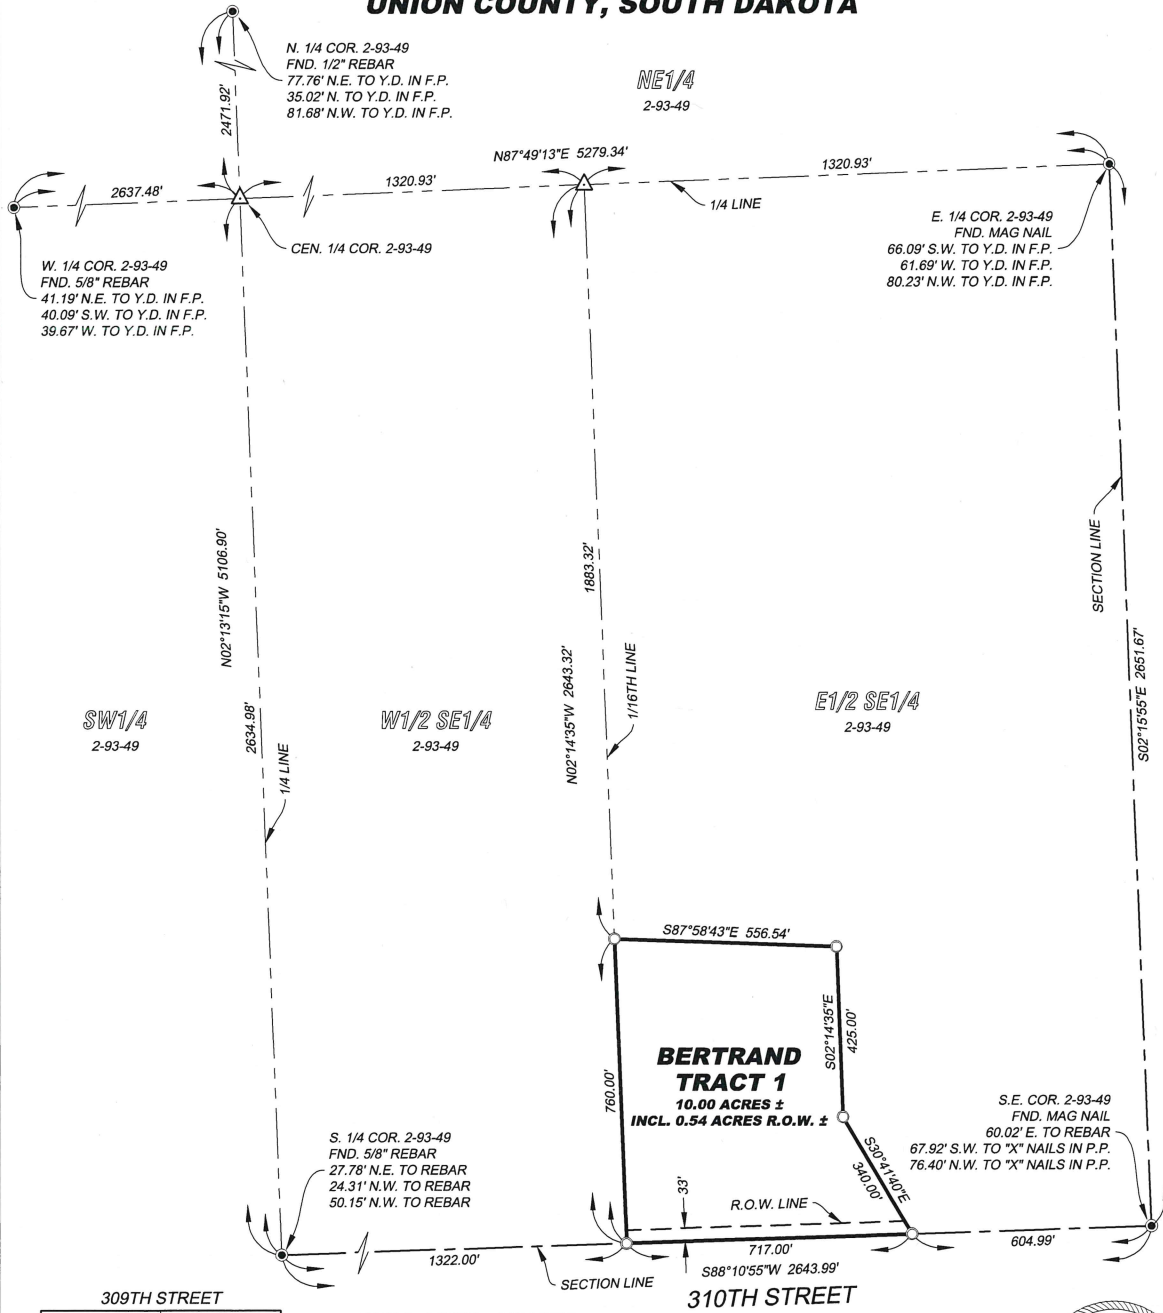 UNION COUNTY, SOUTH DAKOTA
N. 1/4 COR. 2-93-49
FND. 1/2" REBAR
77.76' N.E. TO Y.D. IN F.P.
35.02' N. TO Y.D. IN F.P.
81.68' N.W. TO Y.D. IN F.P.
NE1/4
2-93-49
2471.92'
N87°49'13"E 5279.34'
2637.48'
1320.93'
1320.93'
1/4 LINE
CEN. 1/4 COR. 2-93-49
E. 1/4 COR. 2-93-49
FND. MAG NAIL
66.09' S.W. TO Y.D. IN F.P.
61.69' W. TO Y.D. IN F.P.
80.23' N.W. TO Y.D. IN F.P.
W. 1/4 COR. 2-93-49
FND. 5/8" REBAR
41.19' N.E. TO Y.D. IN F.P.
40.09' S.W. TO Y.D. IN F.P.
39.67' W. TO Y.D. IN F.P.
N02°13'15"W 5106.90'
2634.98'
1/4 LINE
1883.32'
N02°14'35"W 2643.32'
1/16TH LINE
SECTION LINE
S02°15'55"E 2651.67'
SW1/4
2-93-49
W1/2 SE1/4
2-93-49
E1/2 SE1/4
2-93-49
S87°58'43"E 556.54'
S02°14'35"E
425.00'
760.00'
BERTRAND
TRACT 1
10.00 ACRES ±
INCL. 0.54 ACRES R.O.W. ±
S30°41'40"E
340.00'
33'
R.O.W. LINE
S. 1/4 COR. 2-93-49
FND. 5/8" REBAR
27.78' N.E. TO REBAR
24.31' N.W. TO REBAR
50.15' N.W. TO REBAR
S.E. COR. 2-93-49
FND. MAG NAIL
60.02' E. TO REBAR
67.92' S.W. TO "X" NAILS IN P.P.
76.40' N.W. TO "X" NAILS IN P.P.
1322.00'
717.00'
604.99'
SECTION LINE
S88°10'55"W 2643.99'
309TH STREET
310TH STREET